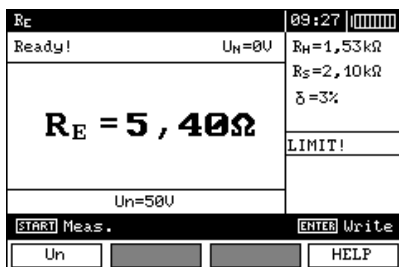 RE 09:27
Ready! UN=0V
RH=1,53kΩ
RS=2,10kΩ
δ=3%
RE =5,40Ω
LIMIT!
Un=50V
START Meas. ENTER Write
Un HELP